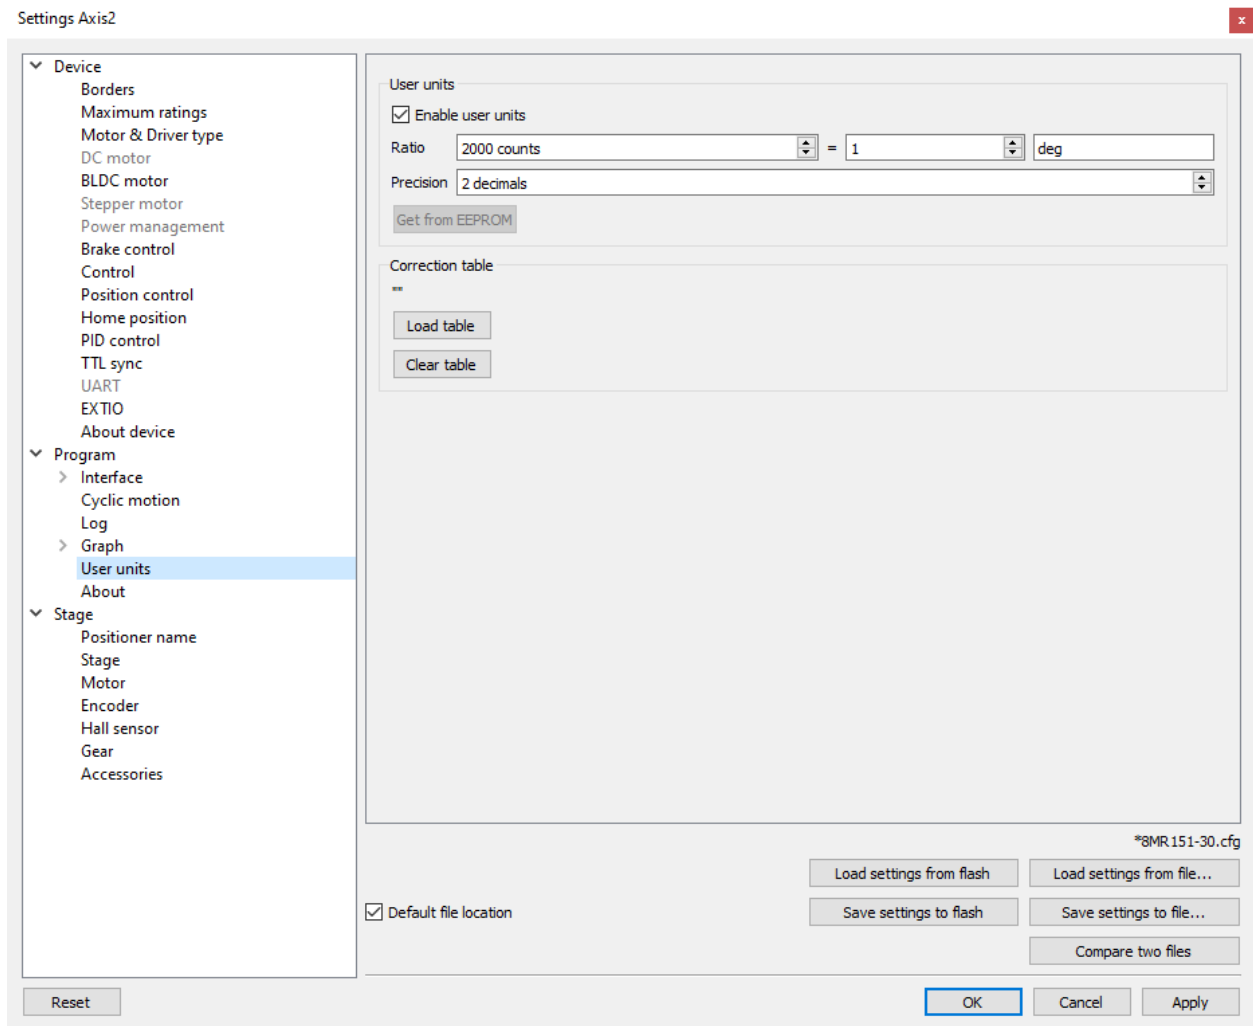 Settings Axis2
x
Device
Borders
Maximum ratings
Motor & Driver type
DC motor
BLDC motor
Stepper motor
Power management
Brake control
Control
Position control
Home position
PID control
TTL sync
UART
EXTIO
About device
Program
Interface
Cyclic motion
Log
Graph
User units
About
Stage
Positioner name
Stage
Motor
Encoder
Hall sensor
Gear
Accessories
User units
Enable user units
Ratio 2000 counts = 1 deg
Precision 2 decimals
Get from EEPROM
Correction table
""
Load table
Clear table
*8MR151-30.cfg
Load settings from flash Load settings from file...
Default file location Save settings to flash Save settings to file...
Compare two files
Reset OK Cancel Apply